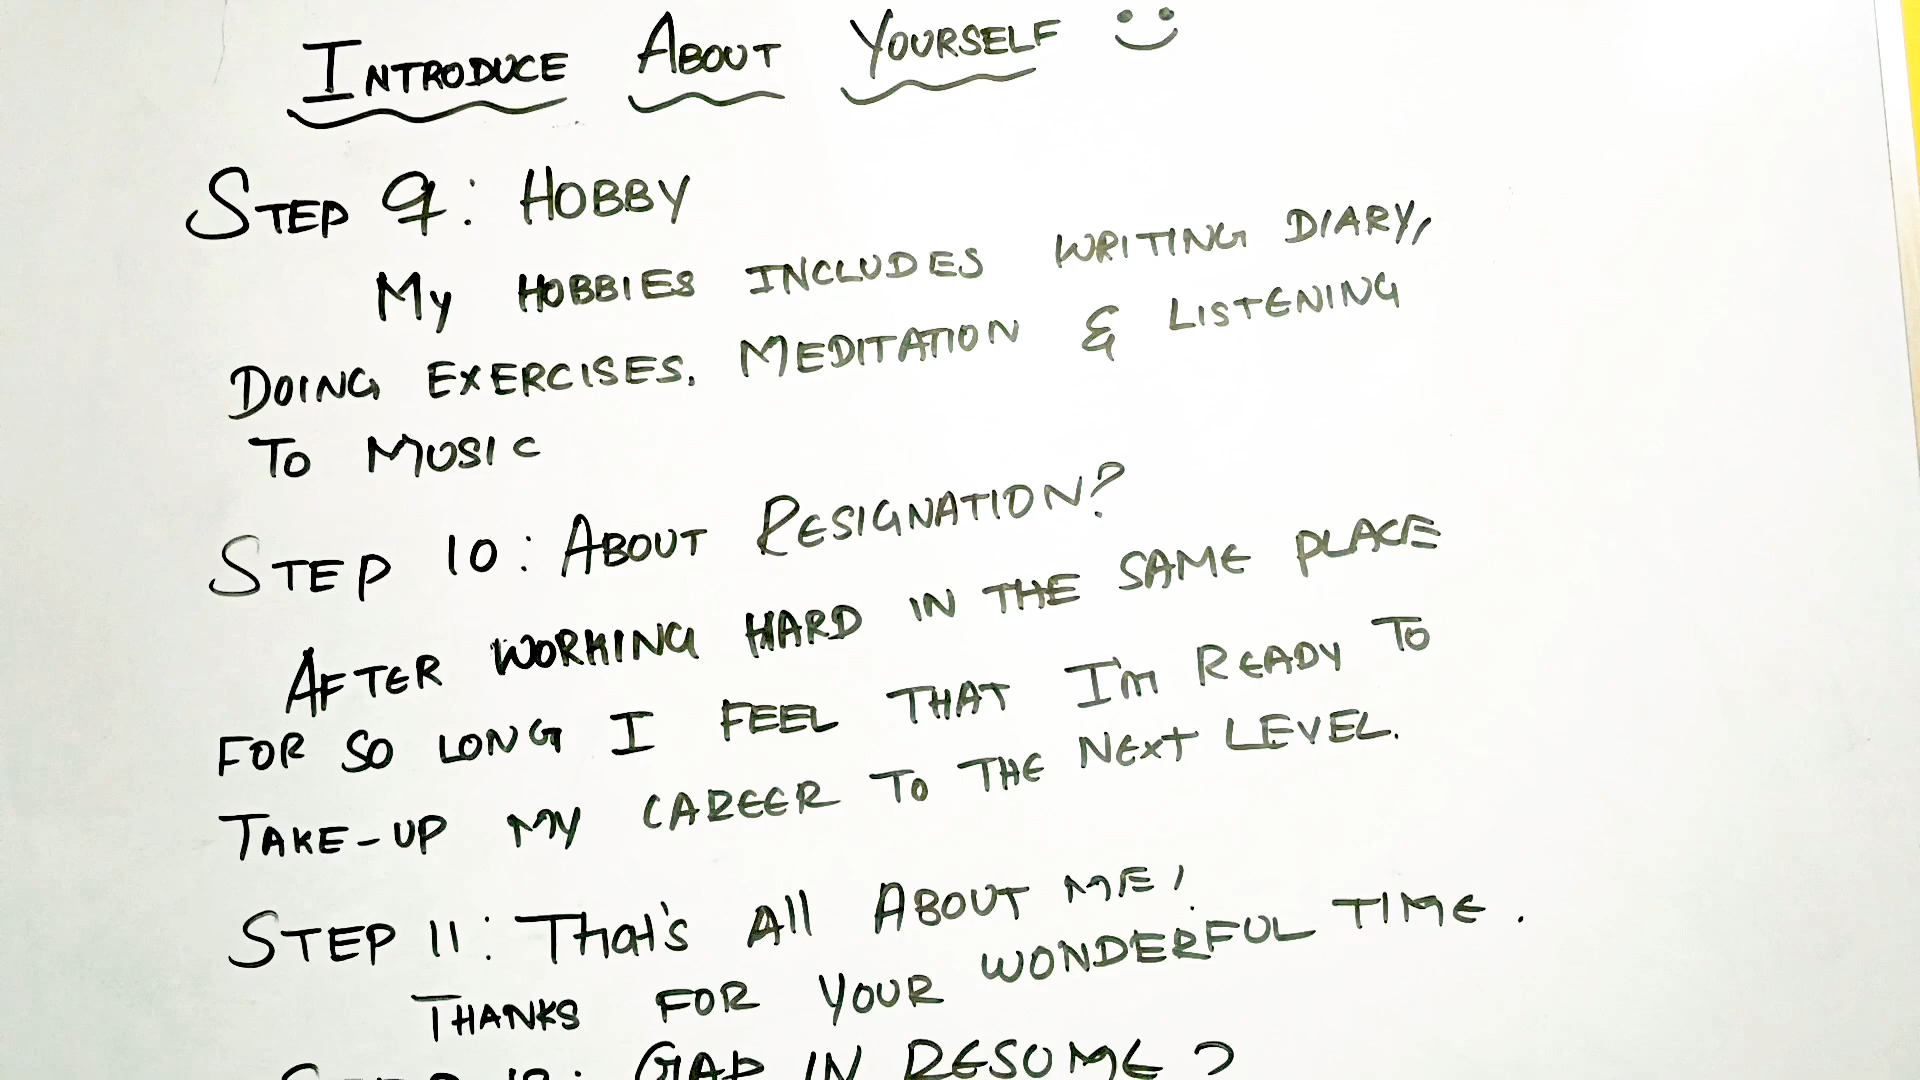 INTRODUCE ABOUT YOURSELF
STEP 9: HOBBY
My HOBBIES INCLUDES WRITING DIARY,
DOING EXERCISES, MEDITATION & LISTENING
To MUSIC
STEP 10: ABOUT RESIGNATION?
AFTER WORKING HARD IN THE SAME PLACE
FOR SO LONG I FEEL THAT I'm READY TO
TAKE-UP MY CAREER TO THE NEXT LEVEL.
STEP 11: That's All ABOUT ME!
THANKS FOR YOUR WONDERFUL TIME.
STEP 12: GAP IN RESUME?